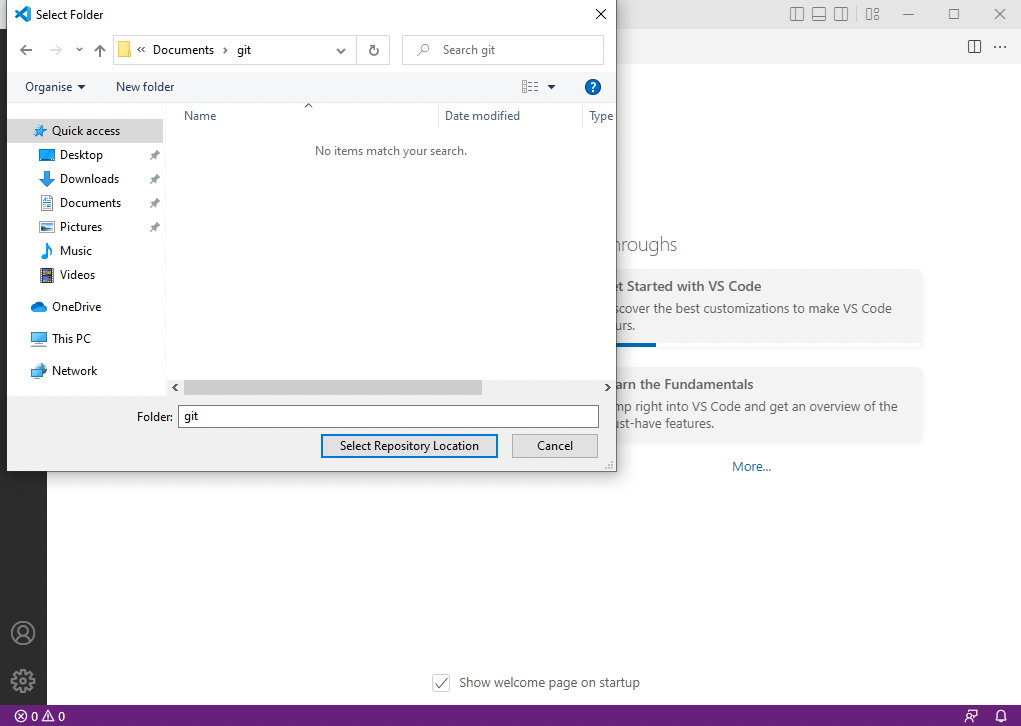 Select Folder
« Documents › git
Search git
Organise
New folder
Name
Date modified
Type
No items match your search.
Quick access
Desktop
Downloads
Documents
Pictures
Music
Videos
OneDrive
This PC
Network
Folder: git
Select Repository Location
Cancel
hroughs
t Started with VS Code
scover the best customizations to make VS Code
urs.
arn the Fundamentals
mp right into VS Code and get an overview of the
ust-have features.
More...
Show welcome page on startup
0 0